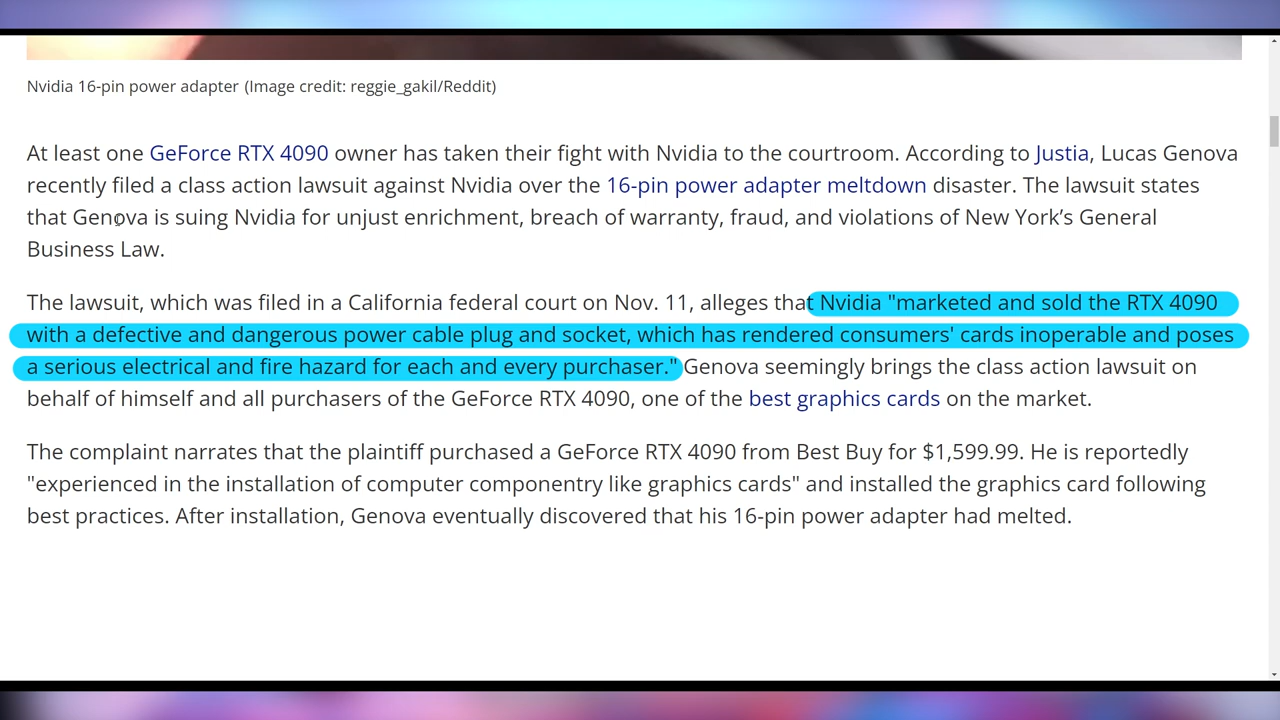 Nvidia 16-pin power adapter (Image credit: reggie_gakil/Reddit)
At least one GeForce RTX 4090 owner has taken their fight with Nvidia to the courtroom. According to Justia, Lucas Genova
recently filed a class action lawsuit against Nvidia over the 16-pin power adapter meltdown disaster. The lawsuit states
that Genova is suing Nvidia for unjust enrichment, breach of warranty, fraud, and violations of New York’s General
Business Law.
The lawsuit, which was filed in a California federal court on Nov. 11, alleges that Nvidia "marketed and sold the RTX 4090
with a defective and dangerous power cable plug and socket, which has rendered consumers' cards inoperable and poses
a serious electrical and fire hazard for each and every purchaser." Genova seemingly brings the class action lawsuit on
behalf of himself and all purchasers of the GeForce RTX 4090, one of the best graphics cards on the market.
The complaint narrates that the plaintiff purchased a GeForce RTX 4090 from Best Buy for $1,599.99. He is reportedly
"experienced in the installation of computer componentry like graphics cards" and installed the graphics card following
best practices. After installation, Genova eventually discovered that his 16-pin power adapter had melted.